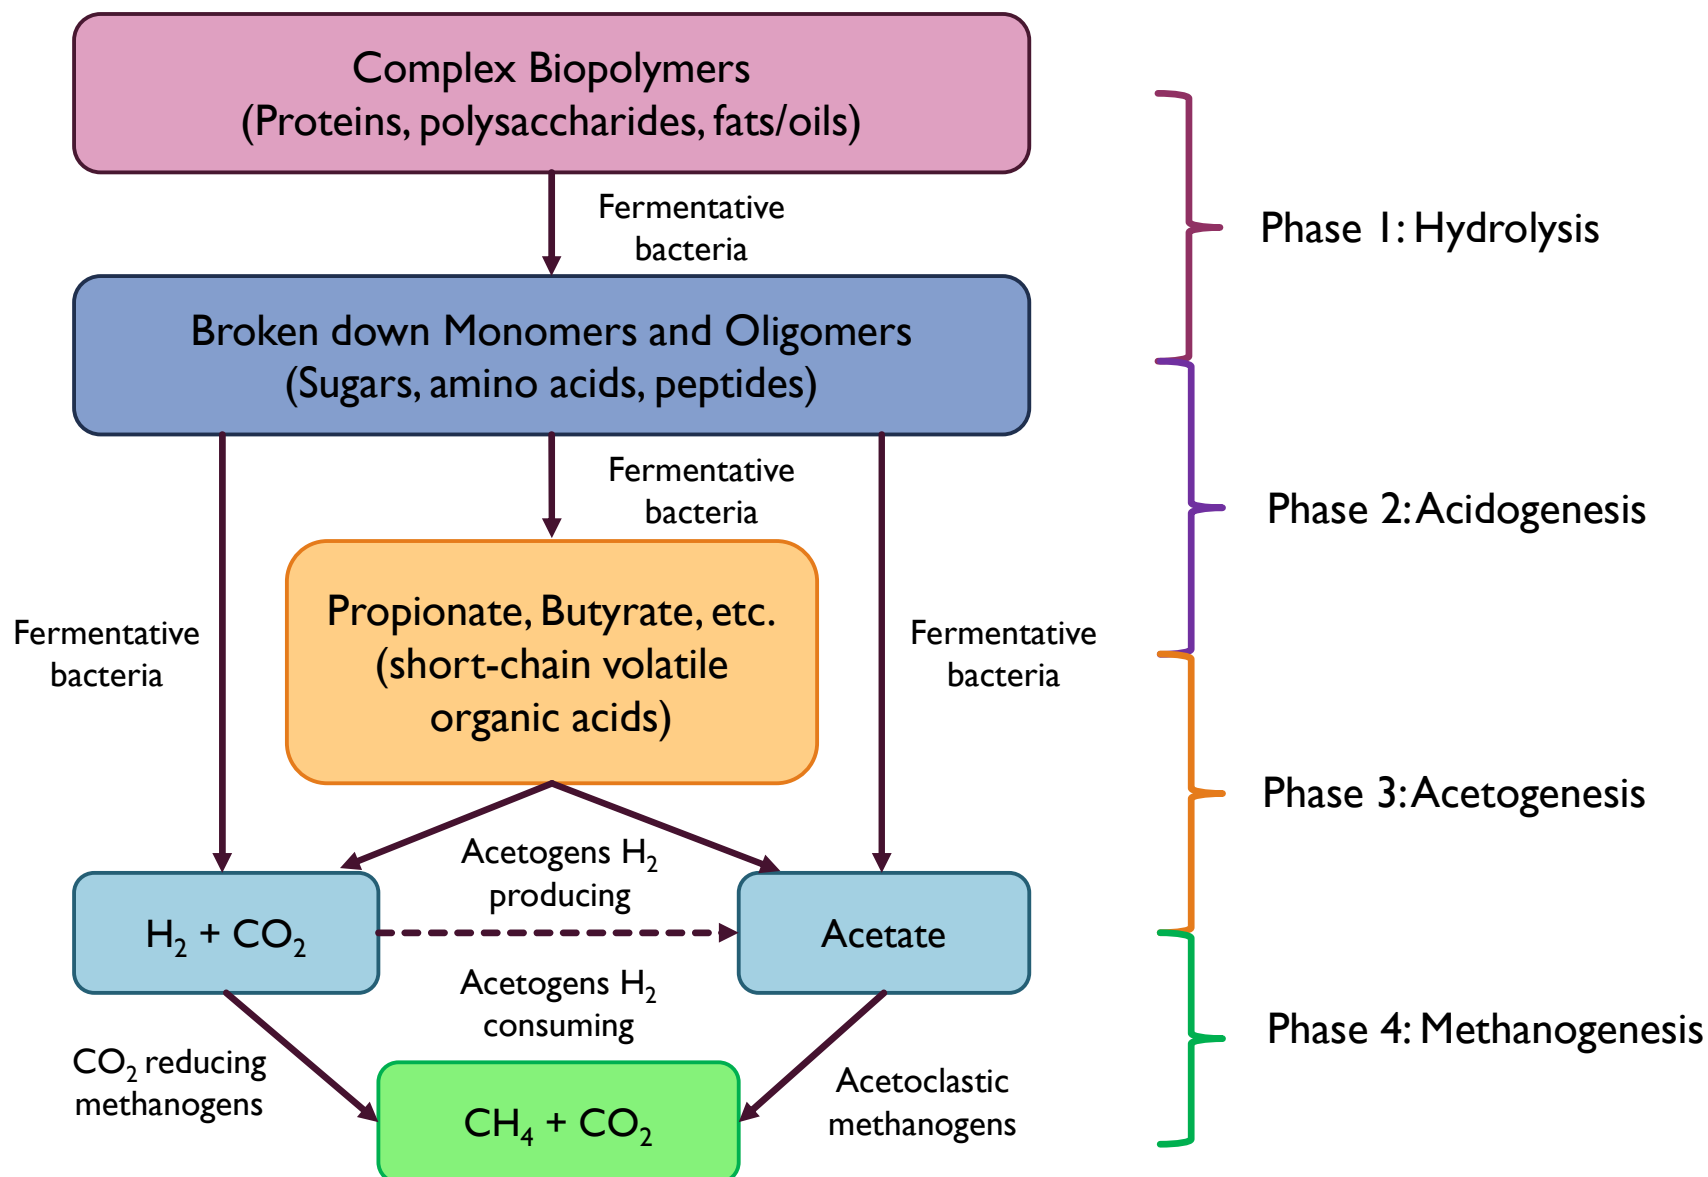 Complex Biopolymers
(Proteins, polysaccharides, fats/oils)
Fermentative
bacteria
Phase 1: Hydrolysis
Broken down Monomers and Oligomers
(Sugars, amino acids, peptides)
Fermentative
bacteria
Phase 2: Acidogenesis
Propionate, Butyrate, etc.
(short-chain volatile
organic acids)
Fermentative
bacteria
Fermentative
bacteria
Phase 3: Acetogenesis
Acetogens H₂
producing
H₂ + CO₂
Acetate
Acetogens H₂
consuming
Phase 4: Methanogenesis
CO₂ reducing
methanogens
Acetoclastic
methanogens
CH₄ + CO₂